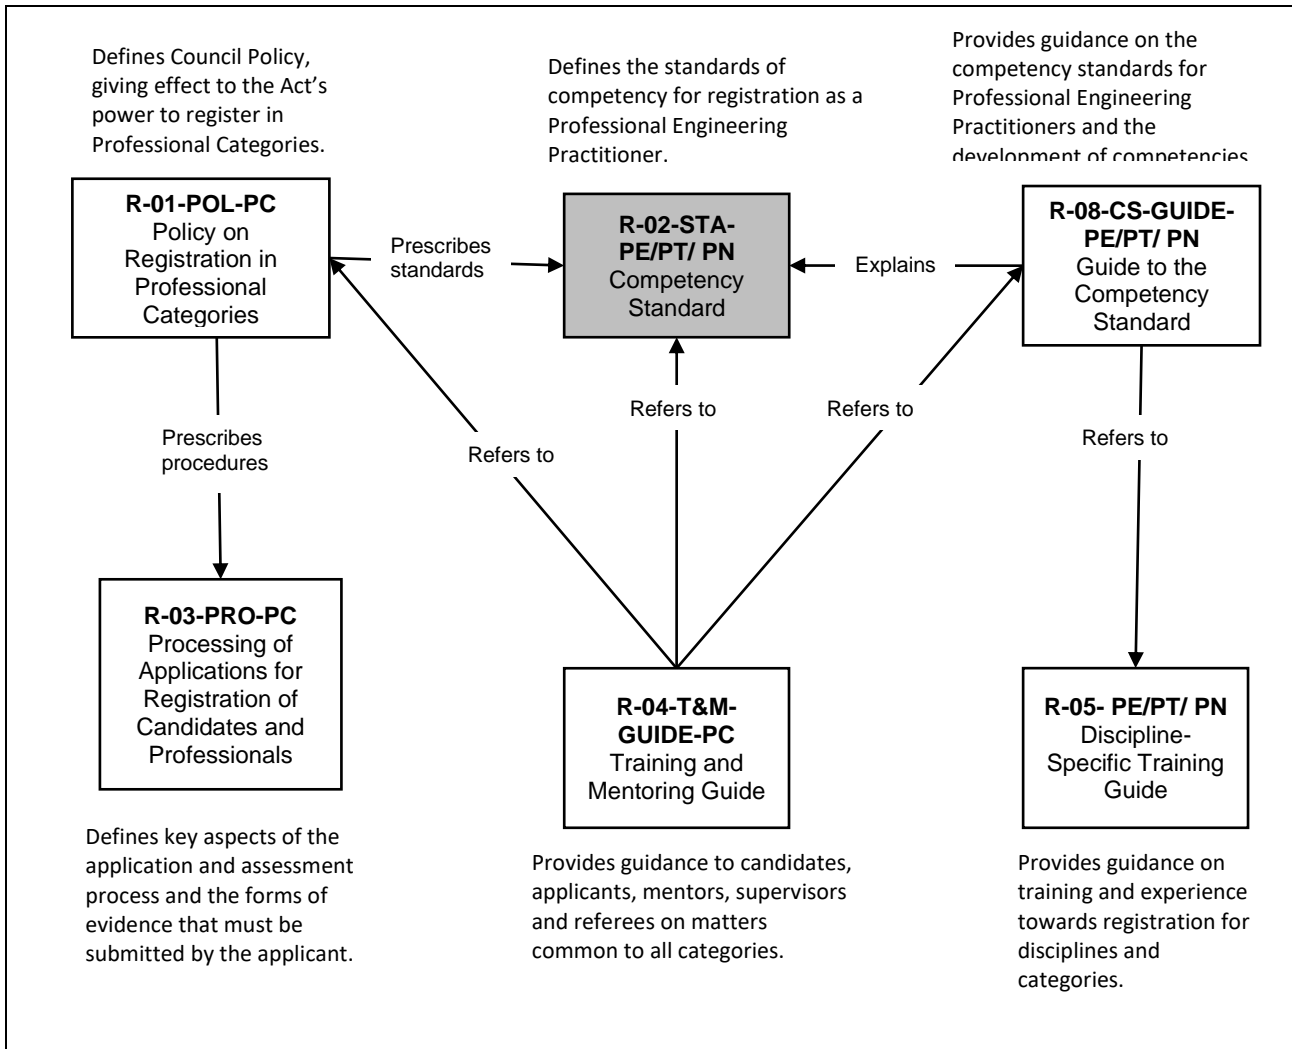 Defines Council Policy,
giving effect to the Act’s
power to register in
Professional Categories.
Defines the standards of
competency for registration as a
Professional Engineering
Practitioner.
Provides guidance on the
competency standards for
Professional Engineering
Practitioners and the
development of competencies
R-01-POL-PC
Policy on
Registration in
Professional
Categories
Prescribes
standards
R-02-STA-
PE/PT/ PN
Competency
Standard
Explains
R-08-CS-GUIDE-
PE/PT/ PN
Guide to the
Competency
Standard
Prescribes
procedures
Refers to
Refers to
Refers to
Refers to
R-03-PRO-PC
Processing of
Applications for
Registration of
Candidates and
Professionals
R-04-T&M-
GUIDE-PC
Training and
Mentoring Guide
R-05- PE/PT/ PN
Discipline-
Specific Training
Guide
Defines key aspects of the
application and assessment
process and the forms of
evidence that must be
submitted by the applicant.
Provides guidance to candidates,
applicants, mentors, supervisors
and referees on matters
common to all categories.
Provides guidance on
training and experience
towards registration for
disciplines and
categories.